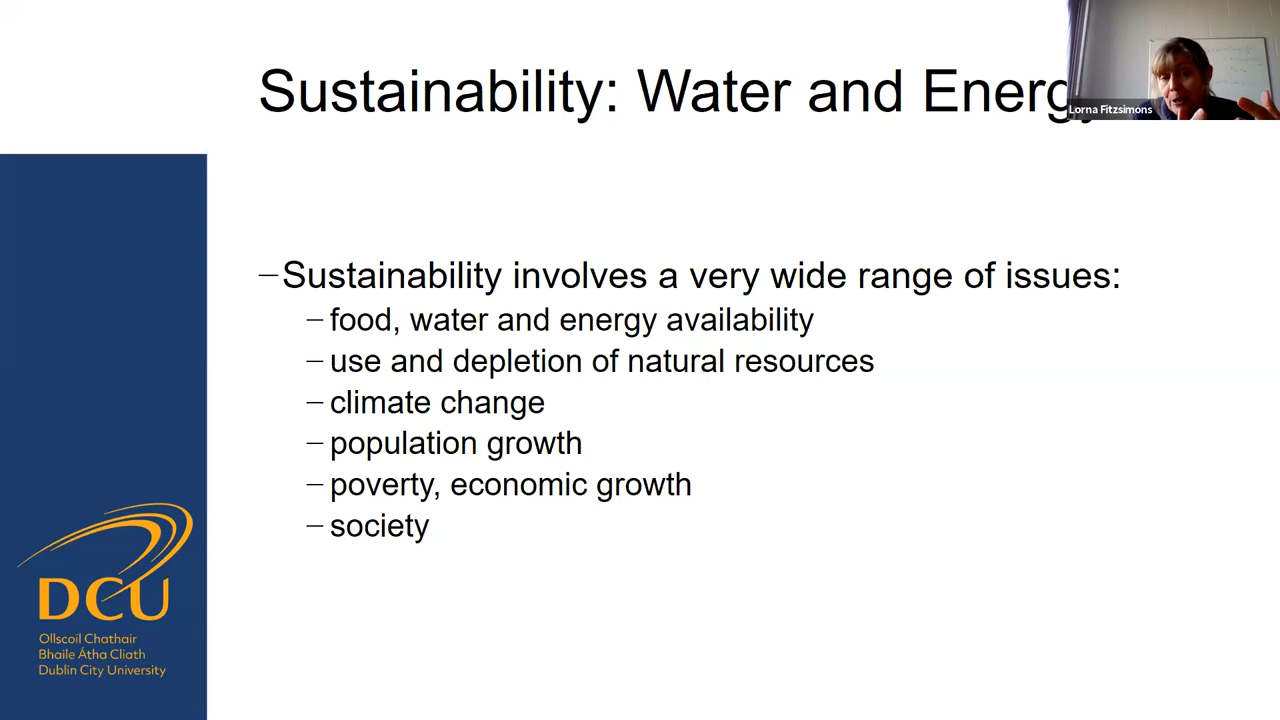 Sustainability: Water and Energy
Lorna Fitzsimons
–Sustainability involves a very wide range of issues:
– food, water and energy availability
– use and depletion of natural resources
– climate change
– population growth
– poverty, economic growth
– society
DCU
Ollscoil Chathair
Bhaile Átha Cliath
Dublin City University